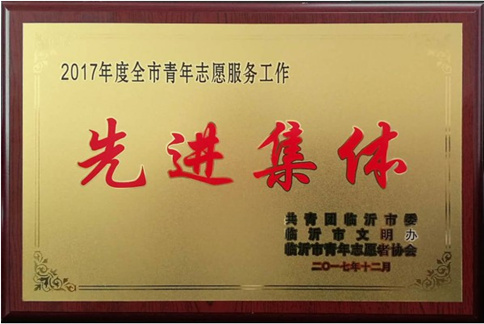 2017年度全市青年志愿服务工作
先进集体
共青团临沂市委
临沂市文明办
临沂市青年志愿者协会
二〇一七年十二月